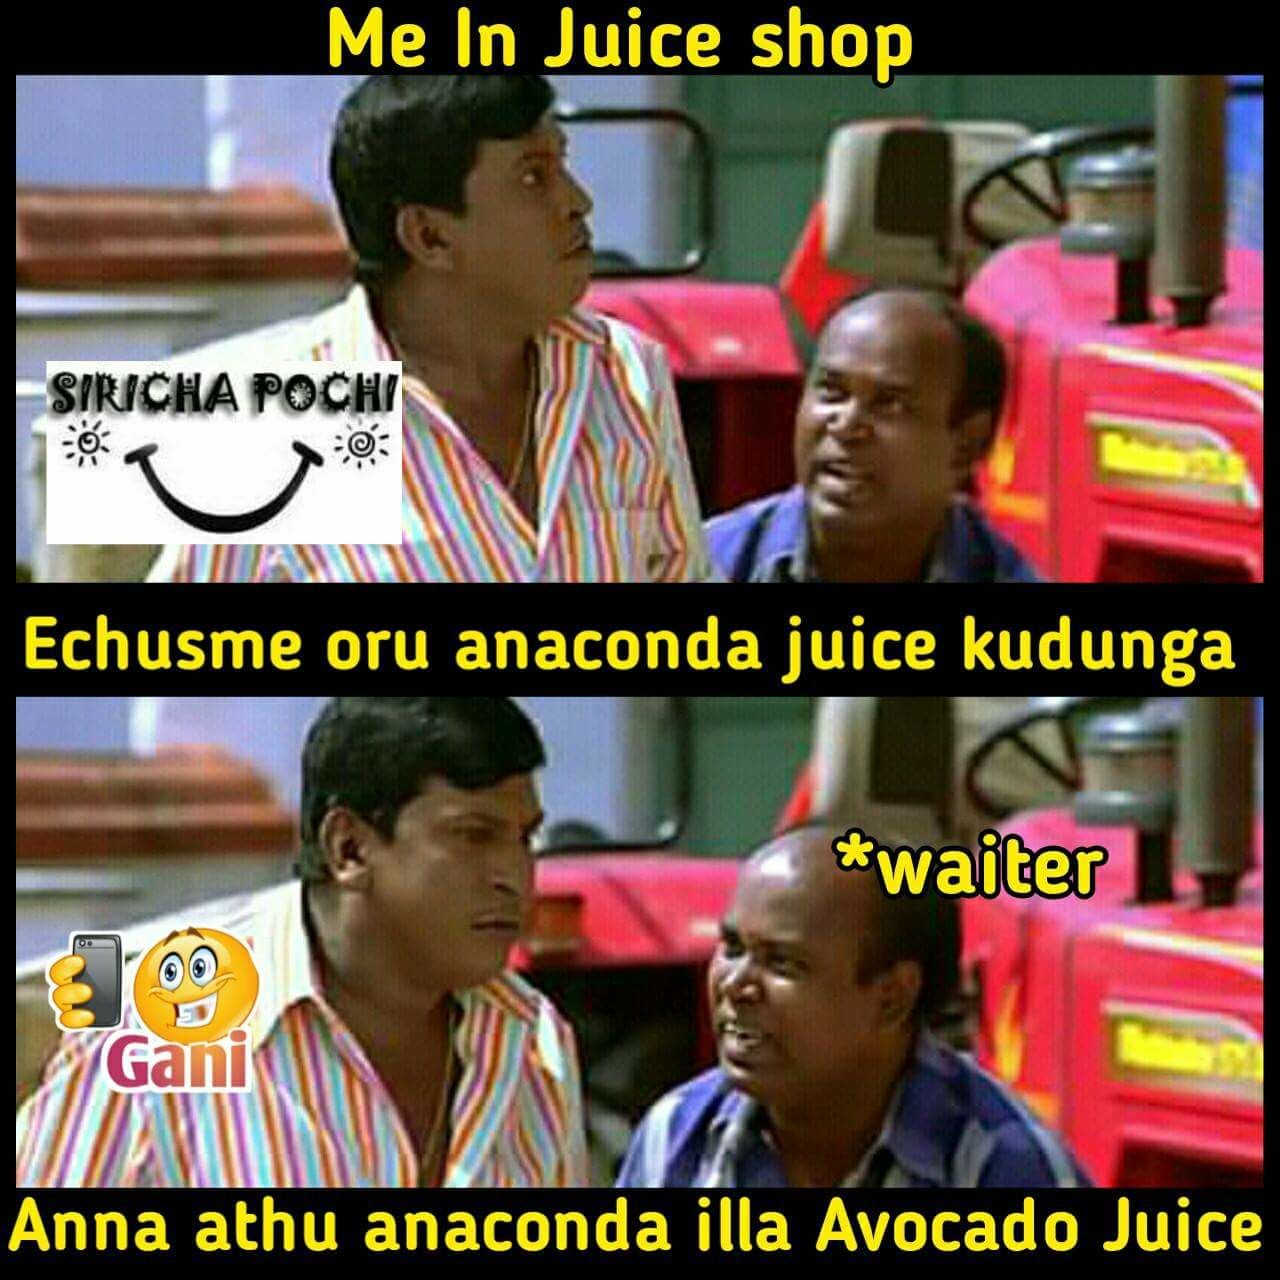 Me In Juice shop
SIRICHA POCHI
Echusme oru anaconda juice kudunga
*waiter
Gani
Anna athu anaconda illa Avocado Juice